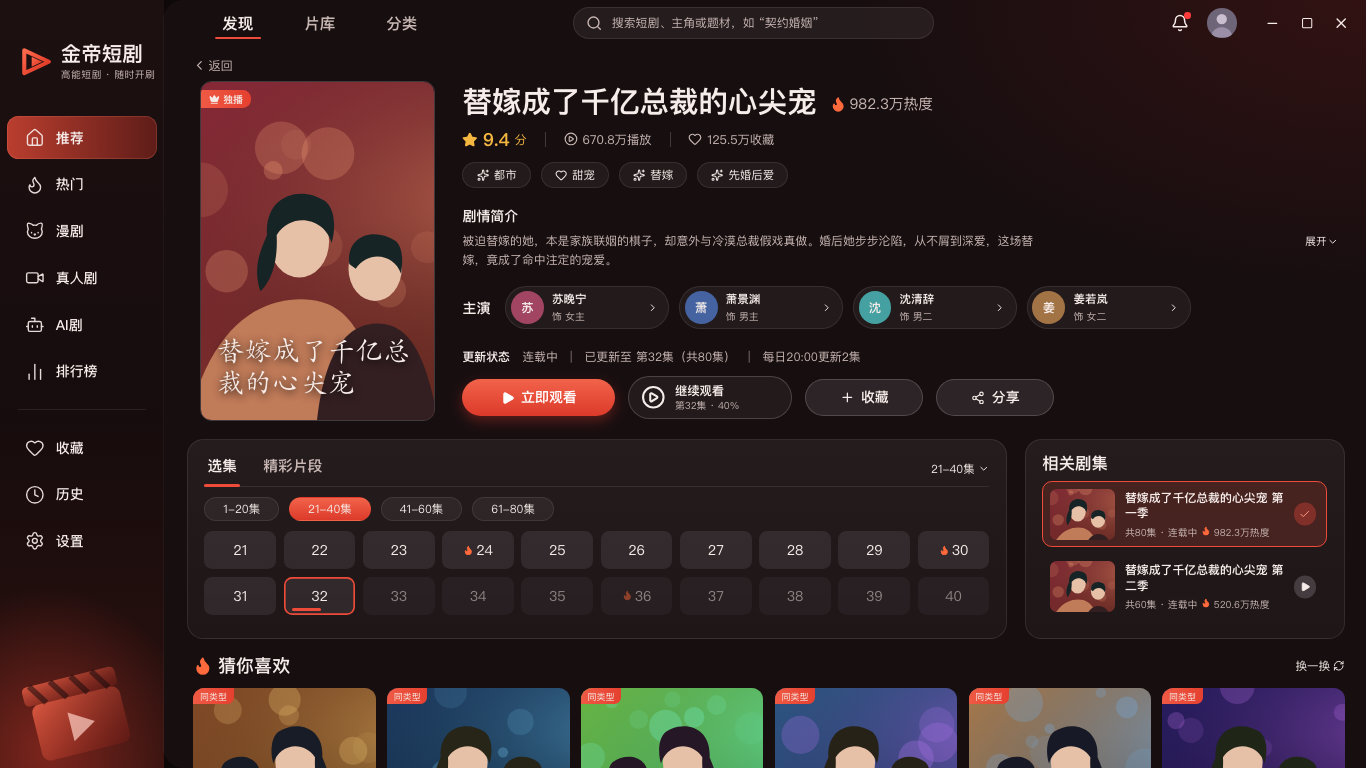 金帝短剧
高能短剧 · 随时开刷
推荐
热门
漫剧
真人剧
AI剧
排行榜
收藏
历史
设置
发现 片库 分类
搜索短剧、主角或题材，如 “契约婚姻”
返回
独播
替嫁成了千亿总
裁的心尖宠
替嫁成了千亿总裁的心尖宠 982.3万热度
9.4 分 670.8万播放 125.5万收藏
都市 甜宠 替嫁 先婚后爱
剧情简介
被迫替嫁的她，本是家族联姻的棋子，却意外与冷漠总裁假戏真做。婚后她步步沦陷，从不屑到深爱，这场替
嫁，竟成了命中注定的宠爱。
展开
主演
苏 苏晚宁
饰 女主
萧 萧景渊
饰 男主
沈 沈清辞
饰 男二
姜 姜若岚
饰 女二
更新状态 连载中 | 已更新至 第32集（共80集） | 每日20:00更新2集
立即观看
继续观看
第32集 · 40%
收藏
分享
选集 精彩片段
21–40集
1–20集 21–40集 41–60集 61–80集
21 22 23 24 25 26 27 28 29 30
31 32 33 34 35 36 37 38 39 40
相关剧集
替嫁成了千亿总裁的心尖宠 第
一季
共80集 · 连载中 982.3万热度
替嫁成了千亿总裁的心尖宠 第
二季
共60集 · 连载中 520.6万热度
猜你喜欢
换一换
同类型 同类型 同类型 同类型 同类型 同类型